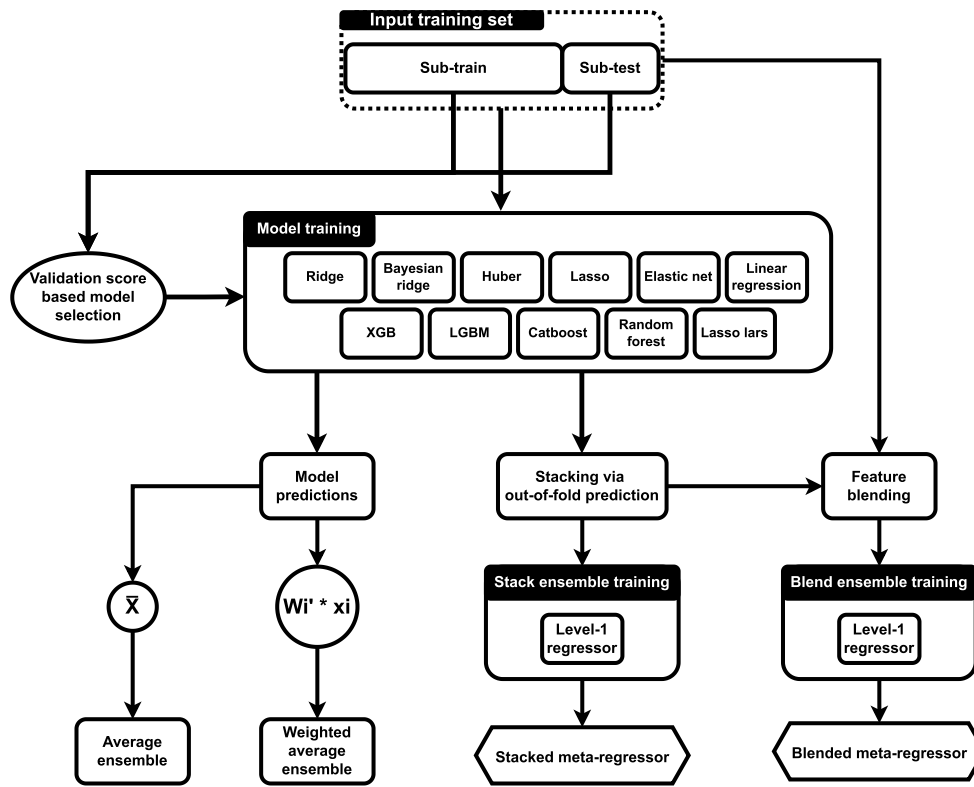 Input training set
Sub-train
Sub-test
Model training
Ridge
Bayesian
ridge
Huber
Lasso
Elastic net
Linear
regression
Validation score
based model
selection
XGB
LGBM
Catboost
Random
forest
Lasso lars
Model
predictions
Stacking via
out-of-fold prediction
Feature
blending
X̄
Wi' * xi
Stack ensemble training
Level-1
regressor
Blend ensemble training
Level-1
regressor
Average
ensemble
Weighted
average
ensemble
Stacked meta-regressor
Blended meta-regressor